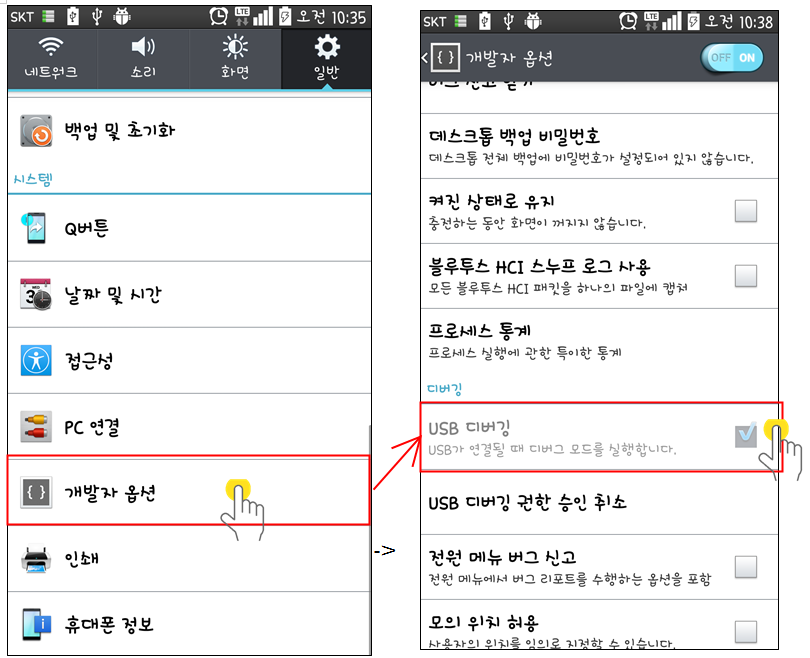 SKT
LTE
오전 10:35
네트워크
소리
화면
일반
백업 및 초기화
시스템
Q버튼
날짜 및 시간
접근성
PC 연결
개발자 옵션
인쇄
휴대폰 정보
->
SKT
LTE
오전 10:38
개발자 옵션
OFF ON
버그 신고 받기
데스크톱 백업 비밀번호
데스크톱 전체 백업에 비밀번호가 설정되어 있지 않습니다.
켜진 상태로 유지
충전하는 동안 화면이 꺼지지 않습니다.
블루투스 HCI 스누프 로그 사용
모든 블루투스 HCI 패킷을 하나의 파일에 캡처
프로세스 통계
프로세스 실행에 관한 특이한 통계
디버깅
USB 디버깅
USB가 연결될 때 디버그 모드를 실행합니다.
USB 디버깅 권한 승인 취소
전원 메뉴 버그 신고
전원 메뉴에서 버그 리포트를 수행하는 옵션을 포함
모의 위치 허용
사용자의 위치를 임의로 지정할 수 있습니다.